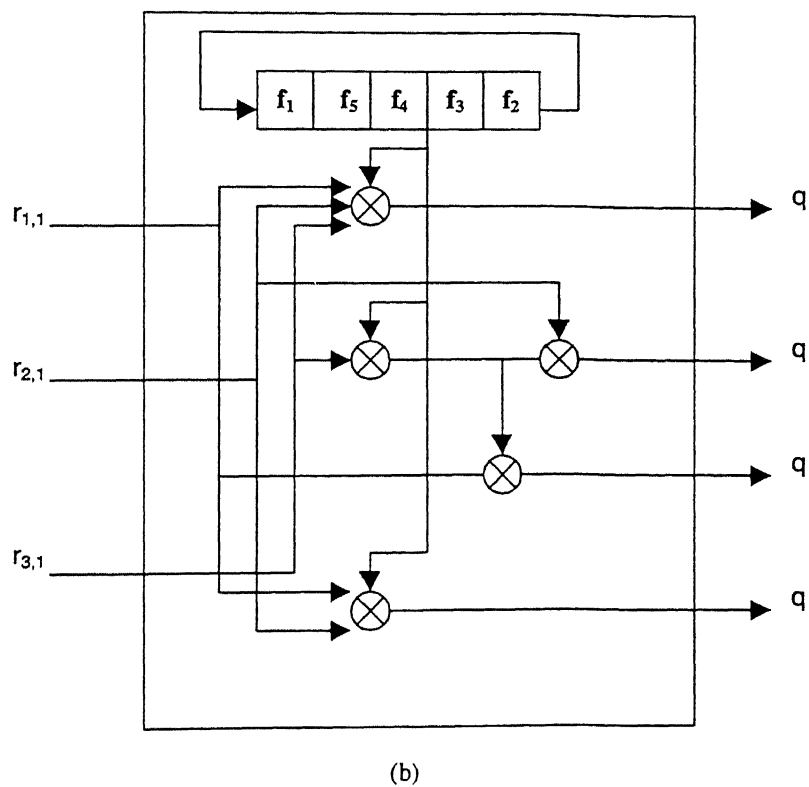 f₁ f₅ f₄ f₃ f₂
r₁,₁
q
r₂,₁
q
q
r₃,₁
q
(b)